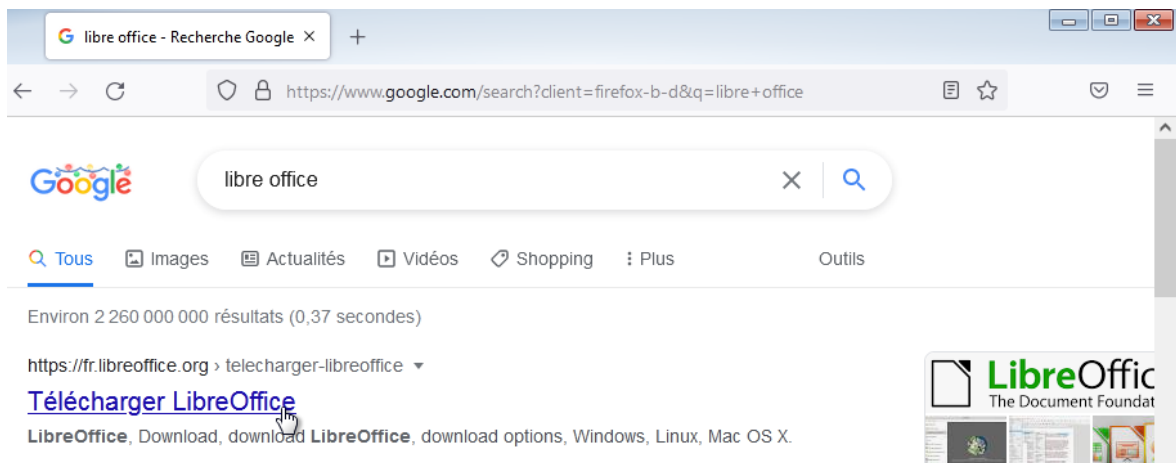 libre office - Recherche Google
https://www.google.com/search?client=firefox-b-d&q=libre+office
Google
libre office
Tous Images Actualités Vidéos Shopping Plus Outils
Environ 2 260 000 000 résultats (0,37 secondes)
https://fr.libreoffice.org › telecharger-libreoffice
Télécharger LibreOffice
LibreOffice, Download, download LibreOffice, download options, Windows, Linux, Mac OS X.
LibreOffic
The Document Foundat